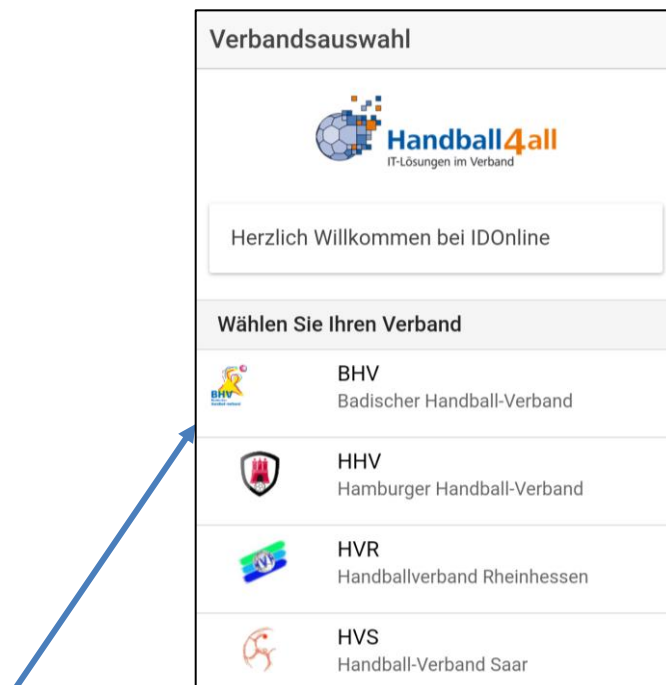 Verbandsauswahl
Handball4all
IT-Lösungen im Verband
Herzlich Willkommen bei IDOnline
Wählen Sie Ihren Verband
BHV
BHV
Badischer Handball-Verband
HHV
Hamburger Handball-Verband
HVR
Handballverband Rheinhessen
HVS
Handball-Verband Saar